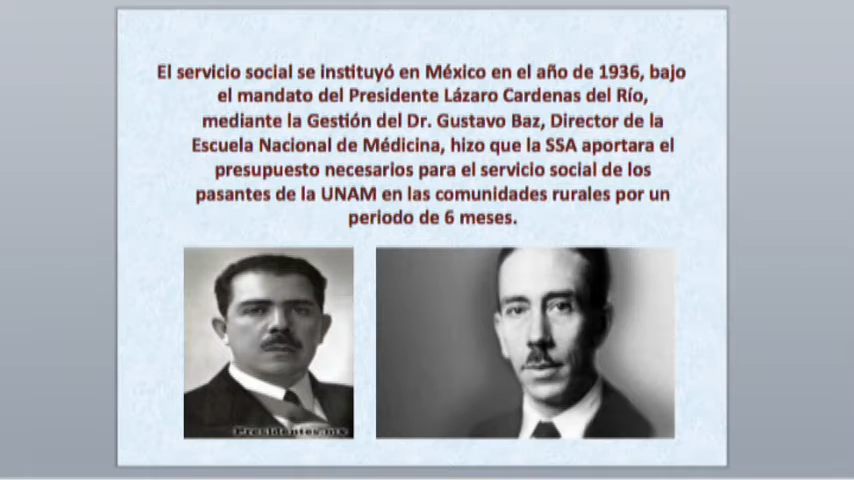 El servicio social se instituyó en México en el año de 1936, bajo
el mandato del Presidente Lázaro Cardenas del Río,
mediante la Gestión del Dr. Gustavo Baz, Director de la
Escuela Nacional de Médicina, hizo que la SSA aportara el
presupuesto necesarios para el servicio social de los
pasantes de la UNAM en las comunidades rurales por un
periodo de 6 meses.
Presidentes.mx